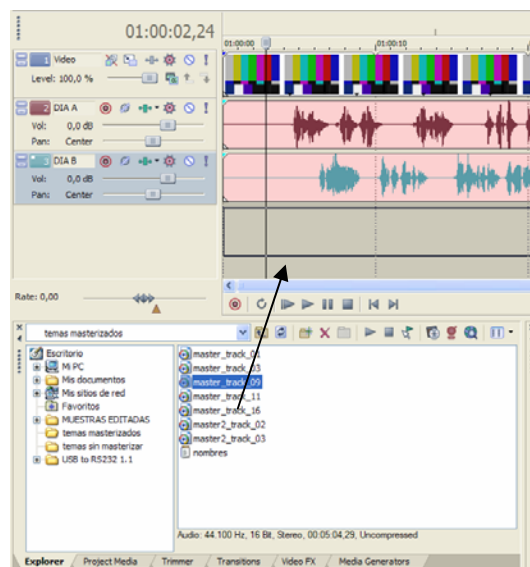 01:00:02,24
01:00:00
01:00:10
1 Video
Level: 100,0 %
2 DIA A
Vol: 0,0 dB
Pan: Center
3 DIA B
Vol: 0,0 dB
Pan: Center
Rate: 0,00
temas masterizados
Escritorio
Mi PC
Mis documentos
Mis sitios de red
Favoritos
MUESTRAS EDITADAS
temas masterizados
temas sin masterizar
USB to RS232 1.1
master_track_01
master_track_03
master_track_09
master_track_11
master_track_16
master2_track_02
master2_track_03
nombres
Audio: 44.100 Hz, 16 Bit, Stereo, 00:05:04,29, Uncompressed
Explorer Project Media Trimmer Transitions Video FX Media Generators